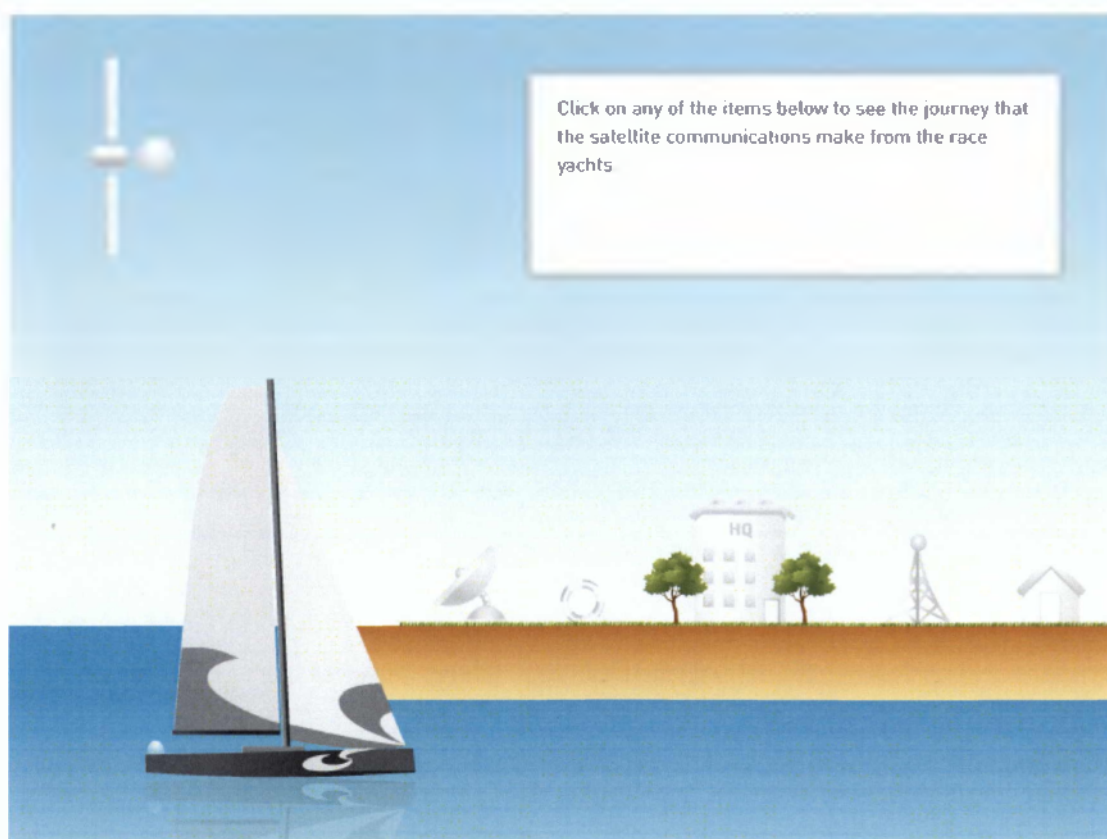 Click on any of the items below to see the journey that
the satellite communications make from the race
yachts
HQ